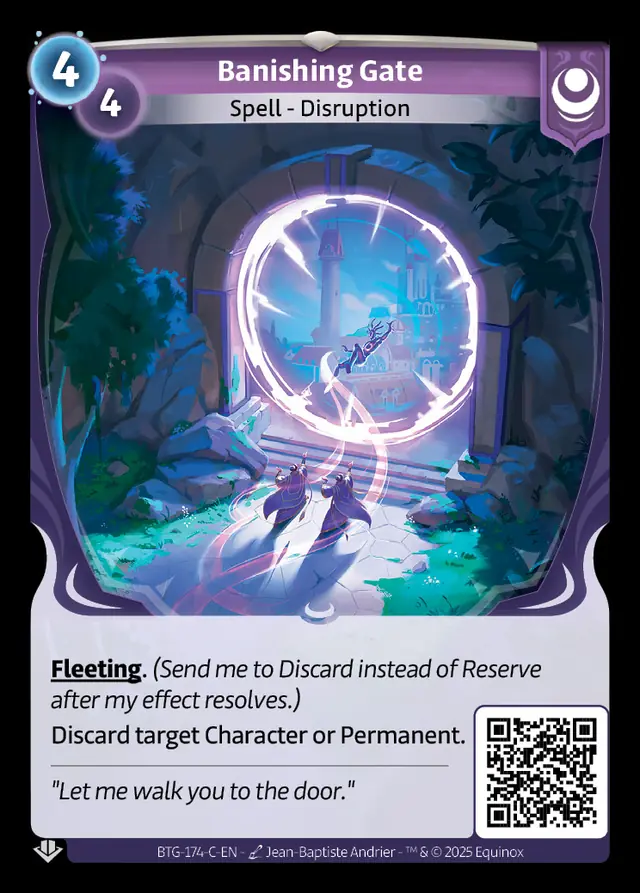 4
4
Banishing Gate
Spell - Disruption
Fleeting. (Send me to Discard instead of Reserve
after my effect resolves.)
Discard target Character or Permanent.
"Let me walk you to the door."
BTG-174-C-EN - Jean-Baptiste Andrier - ™ & © 2025 Equinox